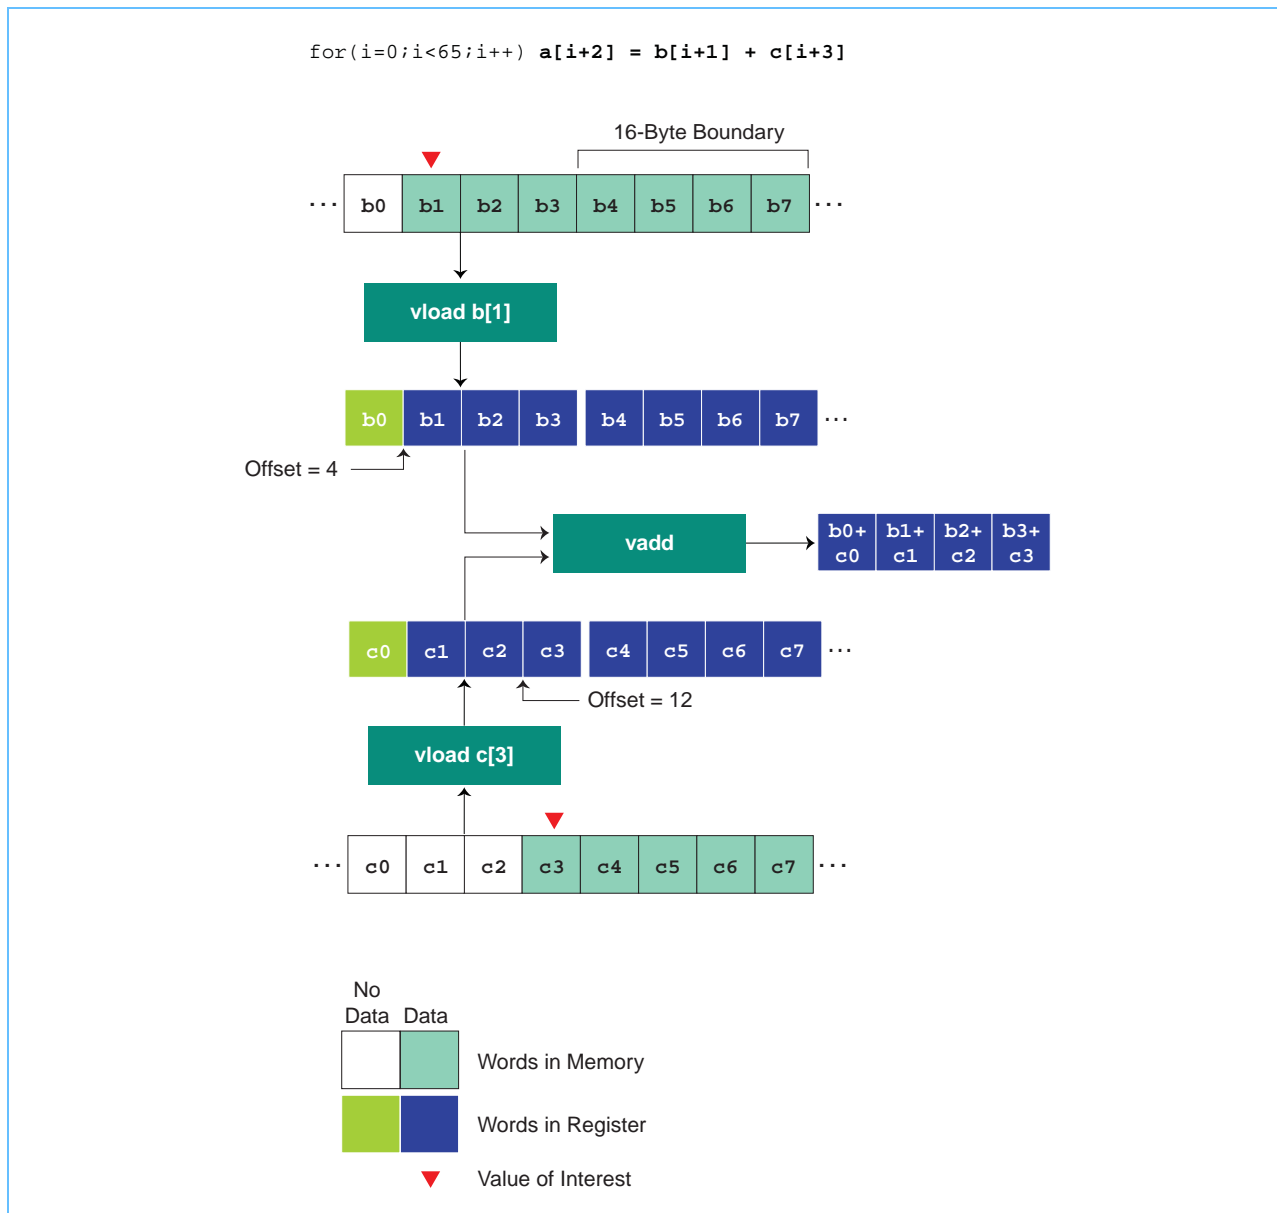 for(i=0;i<65;i++) a[i+2] = b[i+1] + c[i+3]
16-Byte Boundary
... b0 b1 b2 b3 b4 b5 b6 b7 ...
vload b[1]
b0 b1 b2 b3 b4 b5 b6 b7 ...
Offset = 4
vadd
b0+ b1+ b2+ b3+
c0 c1 c2 c3
c0 c1 c2 c3 c4 c5 c6 c7 ...
Offset = 12
vload c[3]
... c0 c1 c2 c3 c4 c5 c6 c7 ...
No
Data Data
Words in Memory
Words in Register
Value of Interest